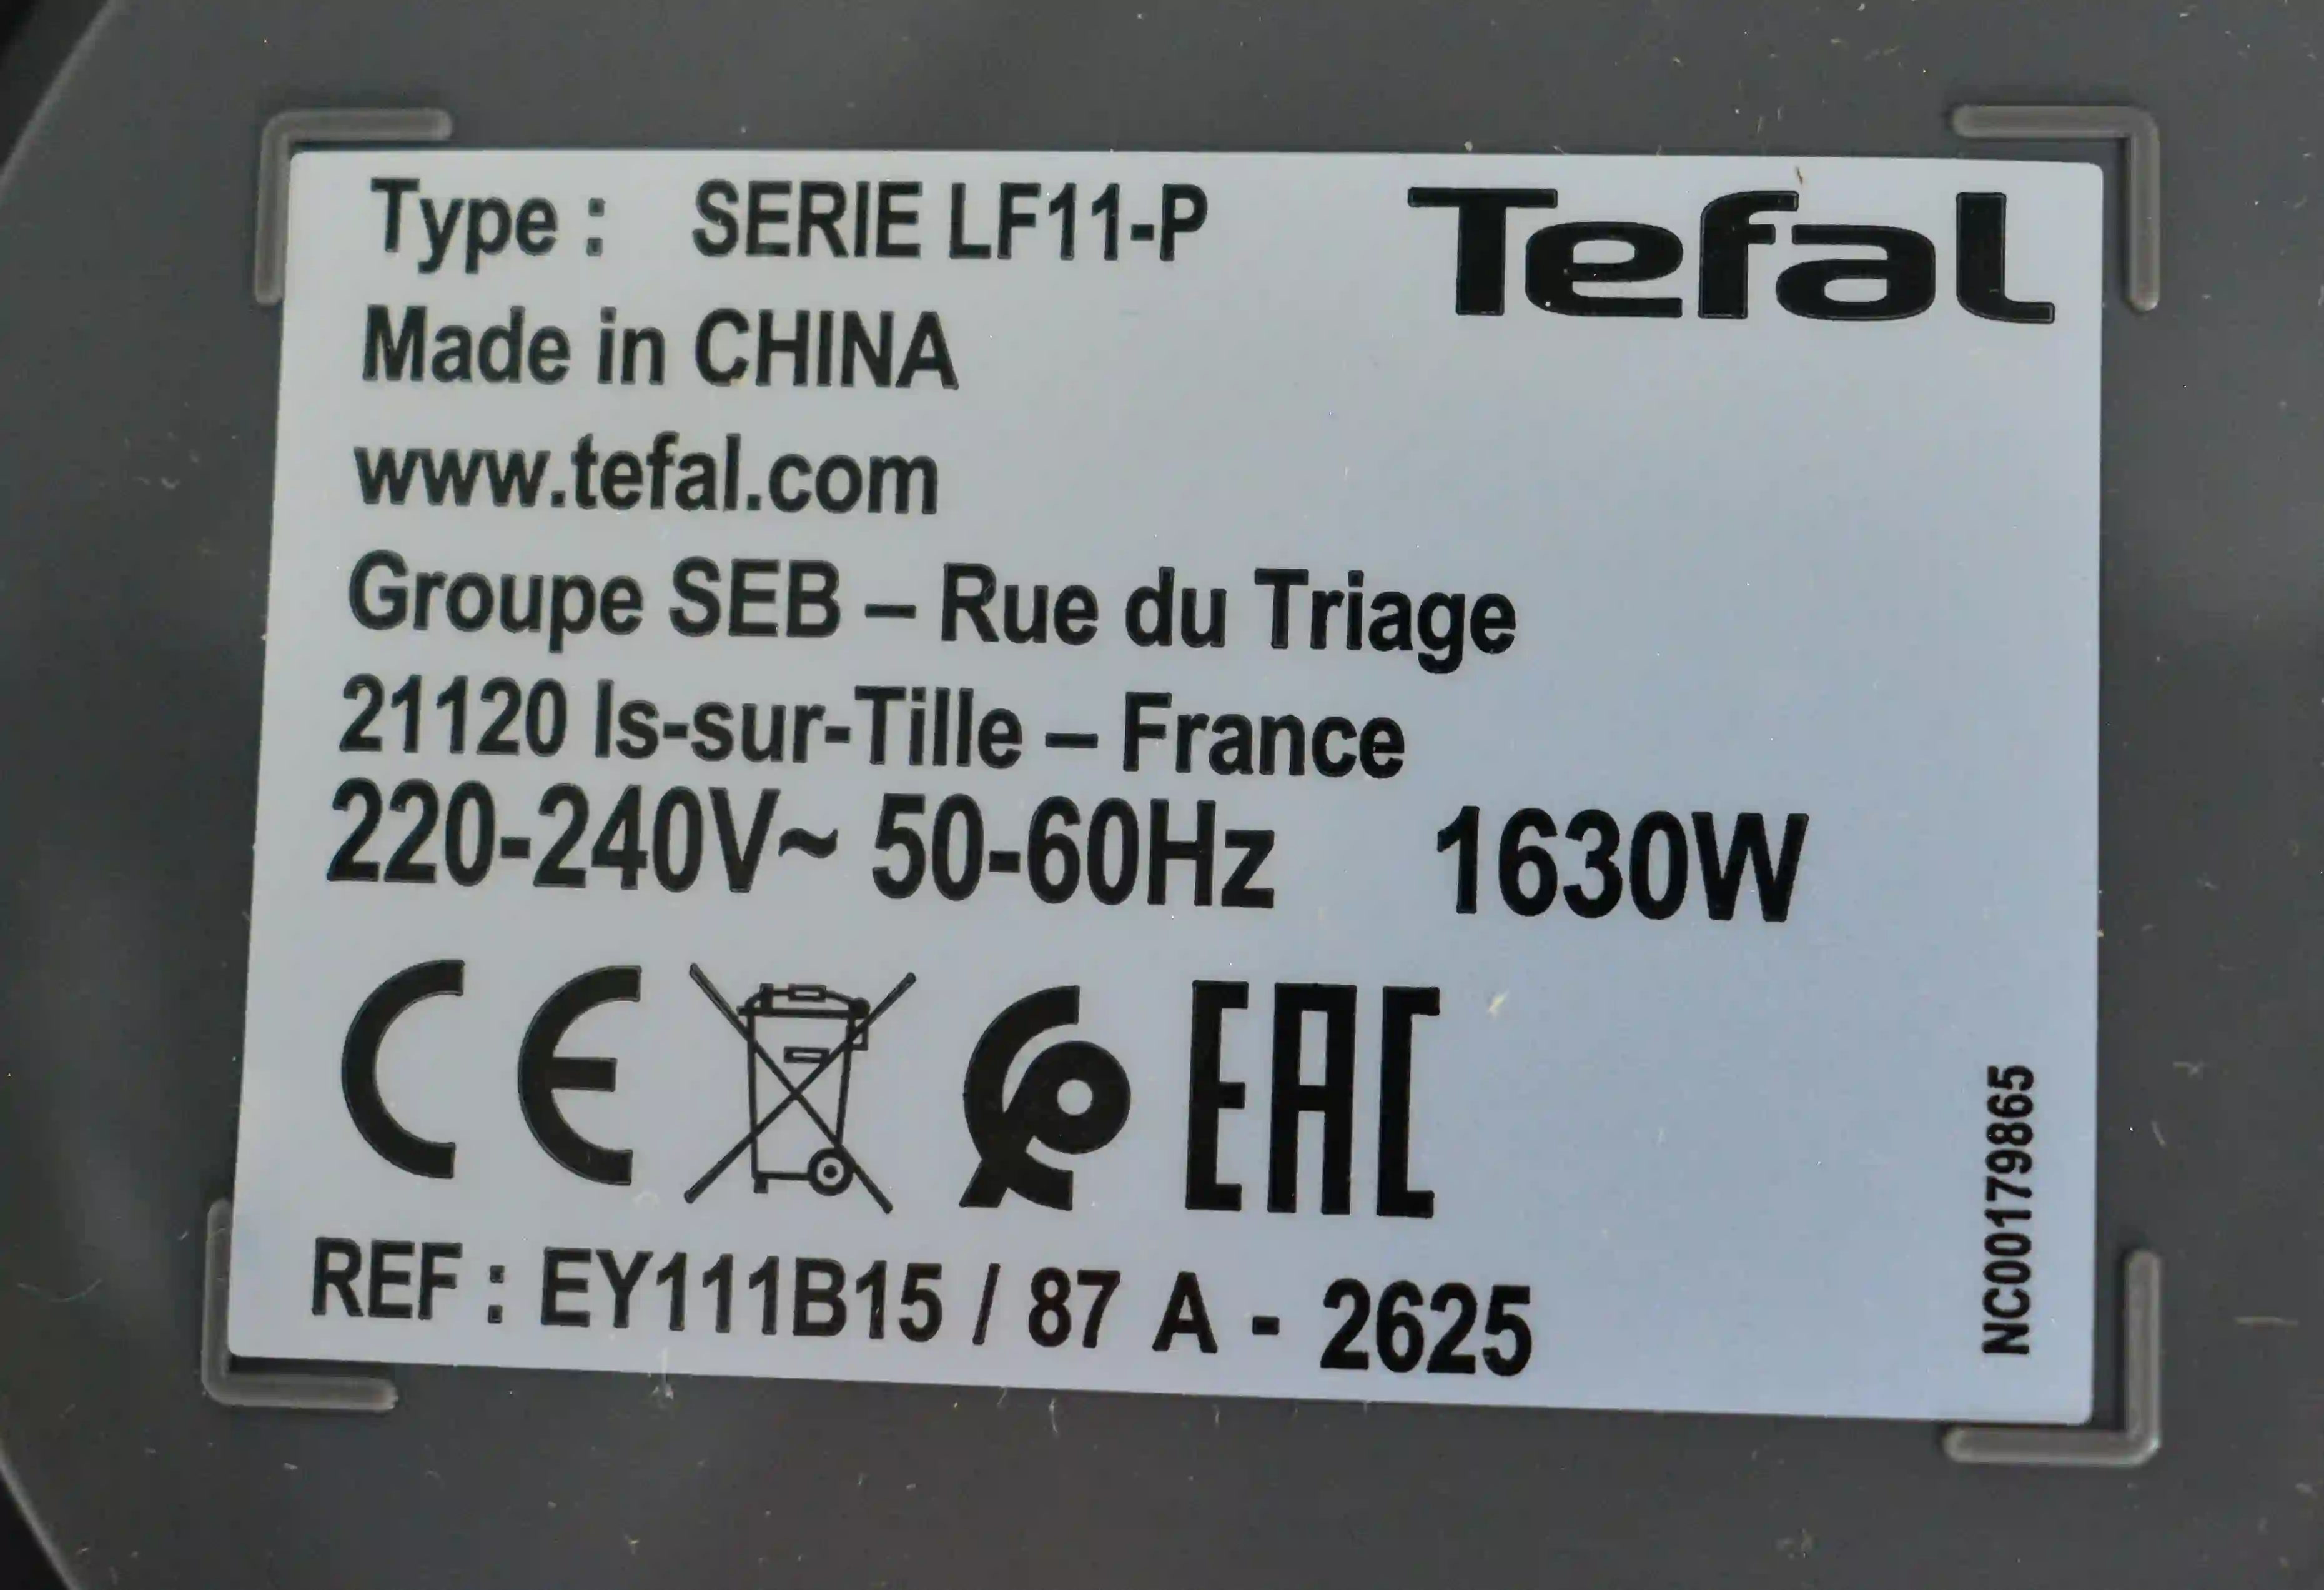 Type : SERIE LF11-P
Tefal
Made in CHINA
www.tefal.com
Groupe SEB – Rue du Triage
21120 Is-sur-Tille – France
220-240V~ 50-60Hz 1630W
CE EAC
REF : EY111B15 / 87 A - 2625
NC00179865